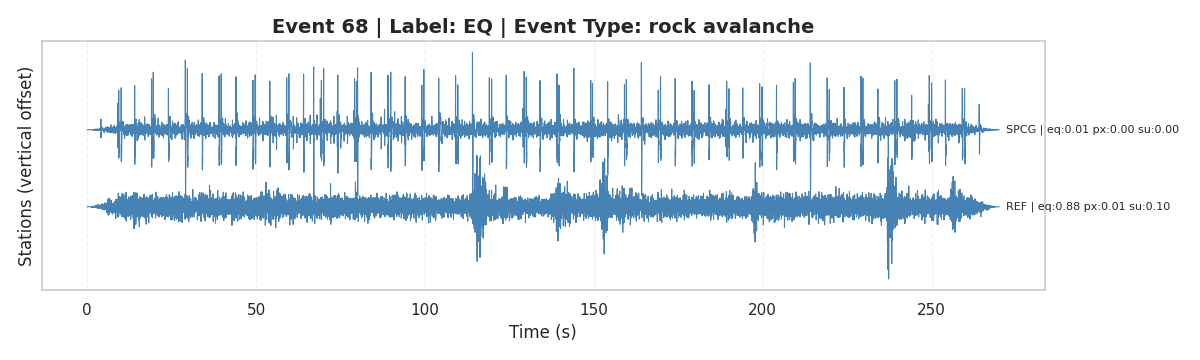 Event 68 | Label: EQ | Event Type: rock avalanche
Stations (vertical offset)
SPCG | eq:0.01 px:0.00 su:0.00
REF | eq:0.88 px:0.01 su:0.10
0 50 100 150 200 250
Time (s)